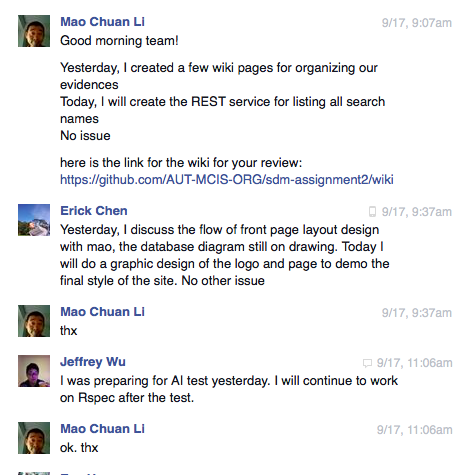 Mao Chuan Li 9/17, 9:07am
Good morning team!
Yesterday, I created a few wiki pages for organizing our
evidences
Today, I will create the REST service for listing all search
names
No issue
here is the link for the wiki for your review:
https://github.com/AUT-MCIS-ORG/sdm-assignment2/wiki
Erick Chen 9/17, 9:37am
Yesterday, I discuss the flow of front page layout design
with mao, the database diagram still on drawing. Today I
will do a graphic design of the logo and page to demo the
final style of the site. No other issue
Mao Chuan Li 9/17, 9:37am
thx
Jeffrey Wu 9/17, 11:06am
I was preparing for AI test yesterday. I will continue to work
on Rspec after the test.
Mao Chuan Li 9/17, 11:06am
ok. thx